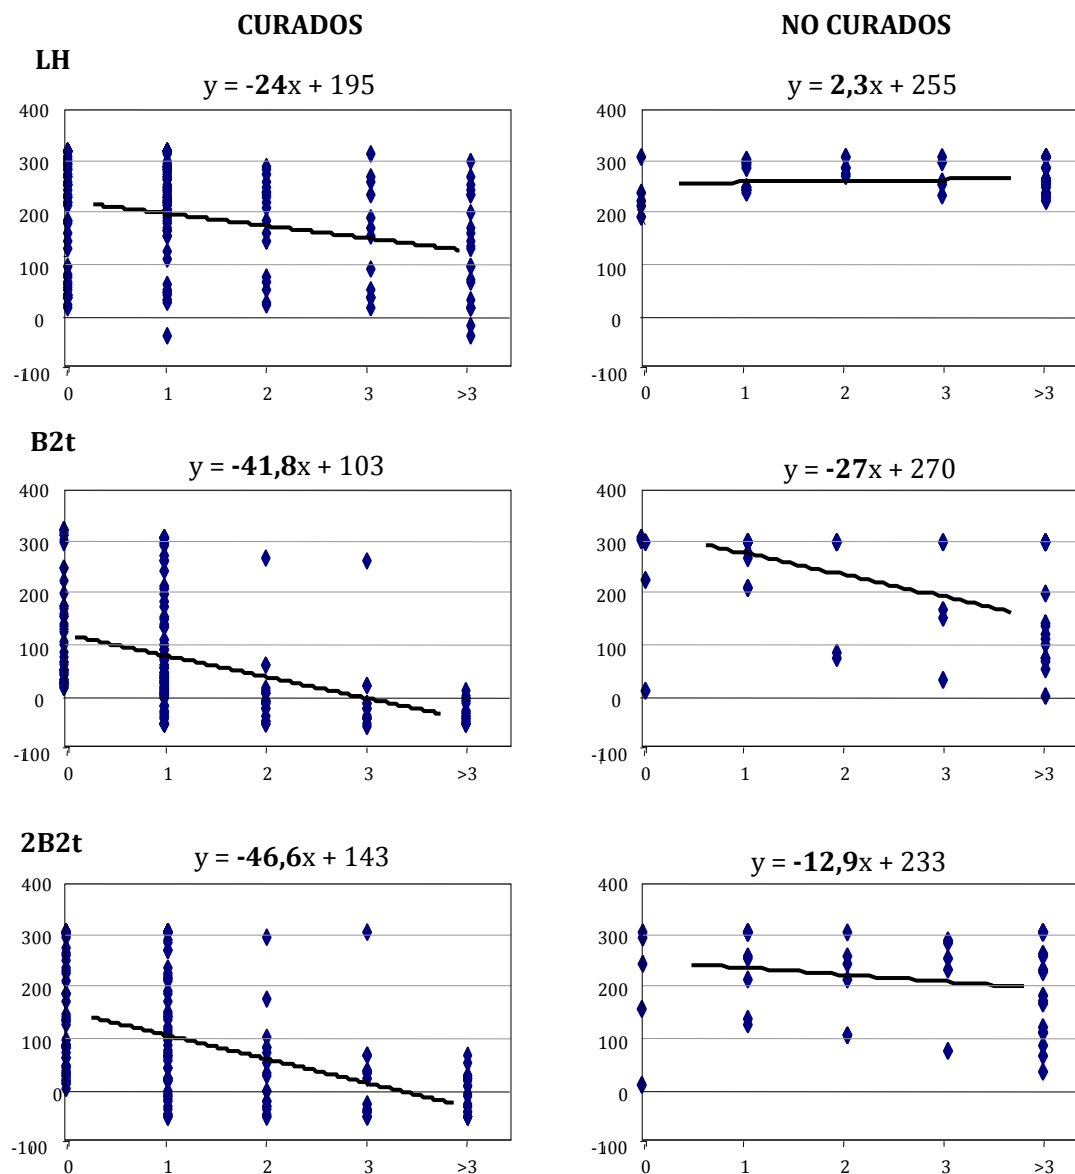 CURADOS
NO CURADOS
LH
y = -24x + 195
400
300
200
100
0
-100
0 1 2 3 >3
y = 2,3x + 255
400
300
200
100
0
-100
0 1 2 3 >3
B2t
y = -41,8x + 103
400
300
200
100
0
-100
0 1 2 3 >3
y = -27x + 270
400
300
200
100
0
-100
0 1 2 3 >3
2B2t
y = -46,6x + 143
400
300
200
100
0
-100
0 1 2 3 >3
y = -12,9x + 233
400
300
200
100
0
-100
0 1 2 3 >3